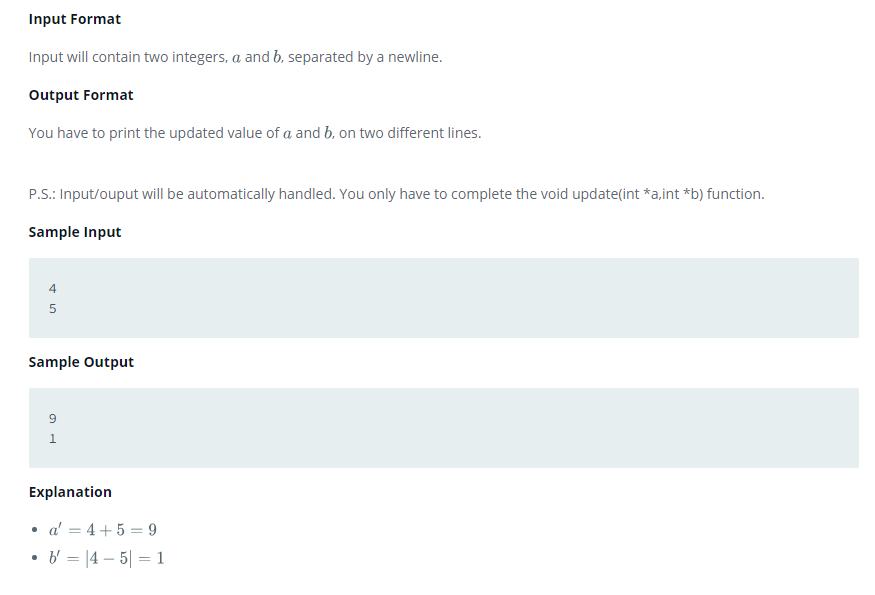 Input Format
Input will contain two integers, a and b, separated by a newline.
Output Format
You have to print the updated value of a and b, on two different lines.
P.S.: Input/ouput will be automatically handled. You only have to complete the void update(int *a,int *b) function.
Sample Input
4
5
Sample Output
9
1
Explanation
• a′ = 4 + 5 = 9
• b′ = |4 − 5| = 1